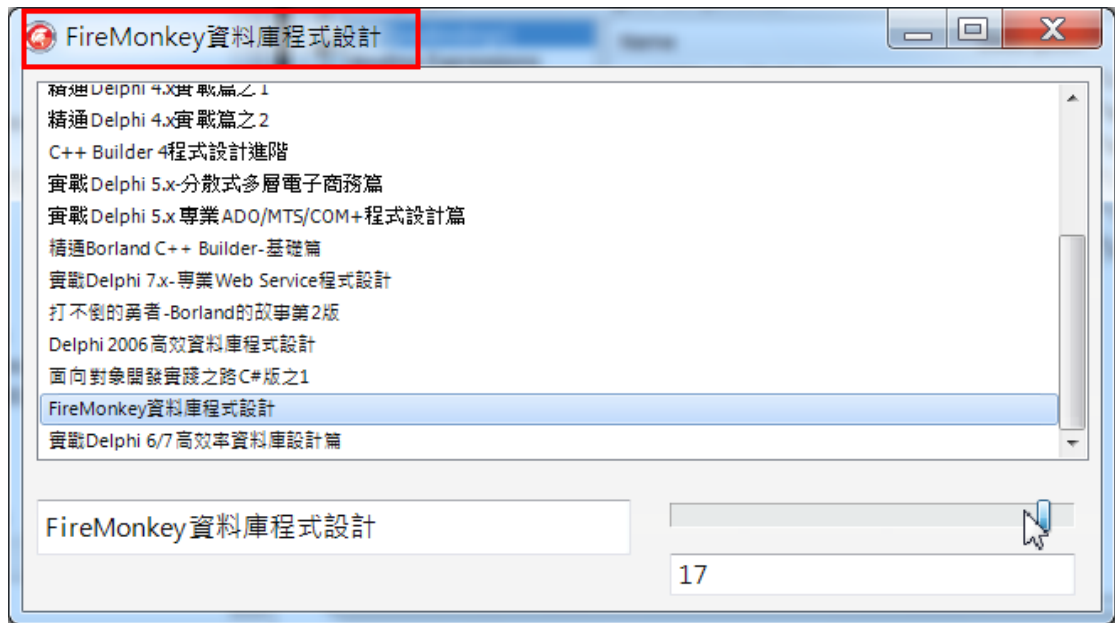 FireMonkey資料庫程式設計
Name
精通Delphi 4.x實戰篇之1
精通Delphi 4.x實戰篇之2
C++ Builder 4程式設計進階
實戰Delphi 5.x-分散式多層電子商務篇
實戰Delphi 5.x專業ADO/MTS/COM+程式設計篇
精通Borland C++ Builder-基礎篇
實戰Delphi 7.x-專業Web Service程式設計
打不倒的勇者-Borland的故事第2版
Delphi 2006高效資料庫程式設計
面向對象開發實踐之路C#版之1
FireMonkey資料庫程式設計
實戰Delphi 6/7高效率資料庫設計篇
FireMonkey資料庫程式設計
17